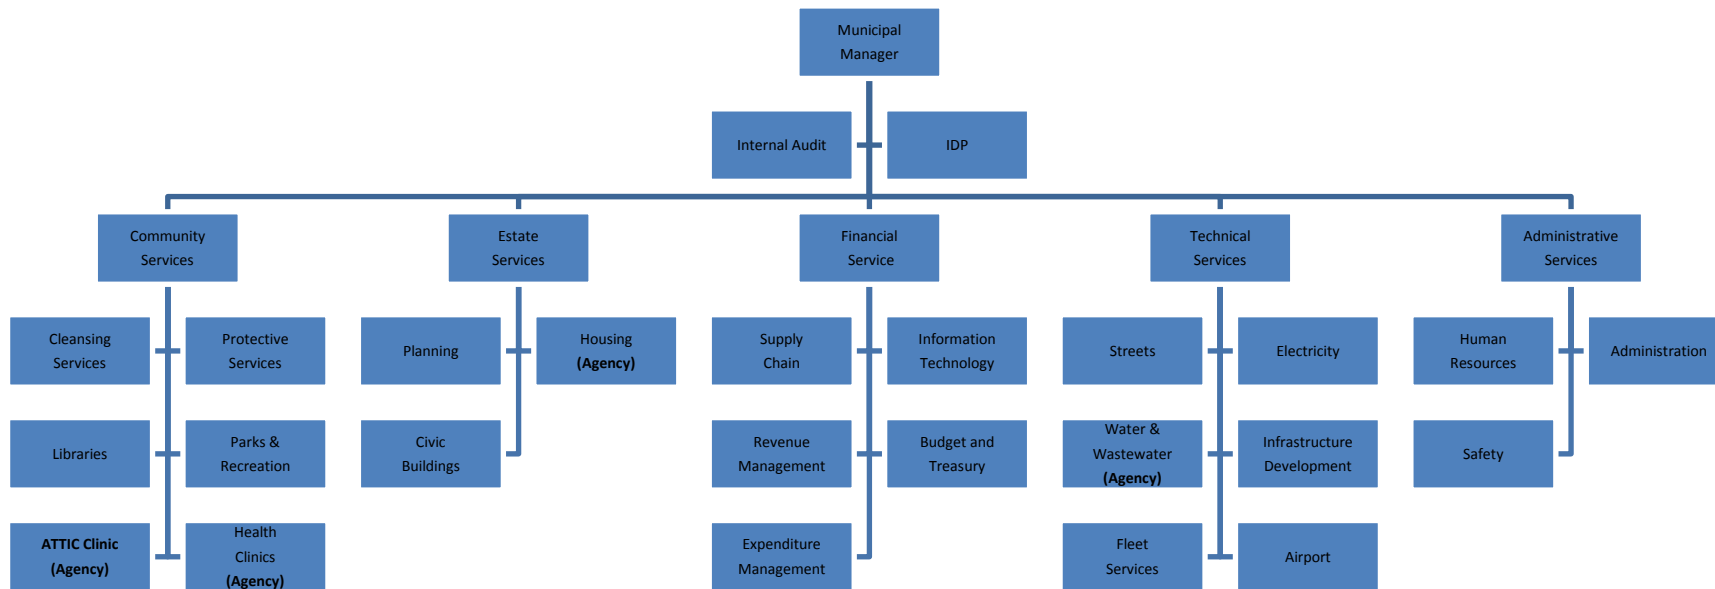 Municipal
Manager
Internal Audit
IDP
Community
Services
Estate
Services
Financial
Service
Technical
Services
Administrative
Services
Cleansing
Services
Protective
Services
Planning
Housing
(Agency)
Supply
Chain
Information
Technology
Streets
Electricity
Human
Resources
Administration
Libraries
Parks &
Recreation
Civic
Buildings
Revenue
Management
Budget and
Treasury
Water &
Wastewater
(Agency)
Infrastructure
Development
Safety
ATTIC Clinic
(Agency)
Health
Clinics
(Agency)
Expenditure
Management
Fleet
Services
Airport